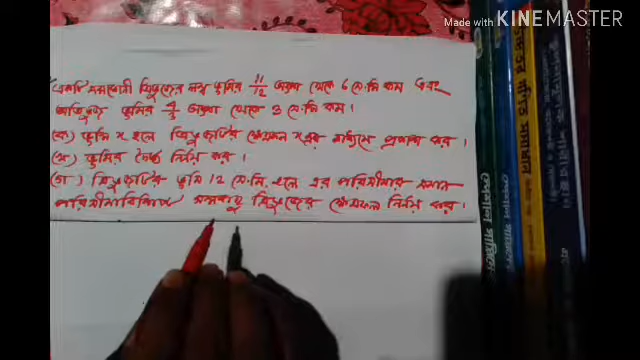 Made with KINEMASTER
একটি সমকোণী ত্রিভুজের লম্ব ভূমির 11/12 অংশ থেকে 6 সে.মি কম এবং
অতিভুজ ভূমির 4/3 অংশ থেকে 3 সে.মি কম।
(ক) ভূমি x হলে ত্রিভুজটির ক্ষেত্রফল x এর মাধ্যমে প্রকাশ কর।
(খ) ভূমির দৈর্ঘ্য নির্ণয় কর।
(গ) ত্রিভুজটির ভূমি 12 সে.মি. হলে এর পরিসীমার সমান
পরিসীমাবিশিষ্ট সমবাহু ত্রিভুজের ক্ষেত্রফল নির্ণয় কর।